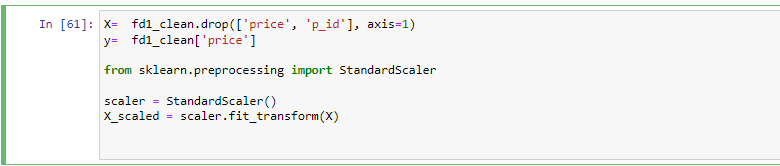 In [61]: X=  fd1_clean.drop(['price', 'p_id'], axis=1)
y=  fd1_clean['price']
from sklearn.preprocessing import StandardScaler
scaler = StandardScaler()
X_scaled = scaler.fit_transform(X)